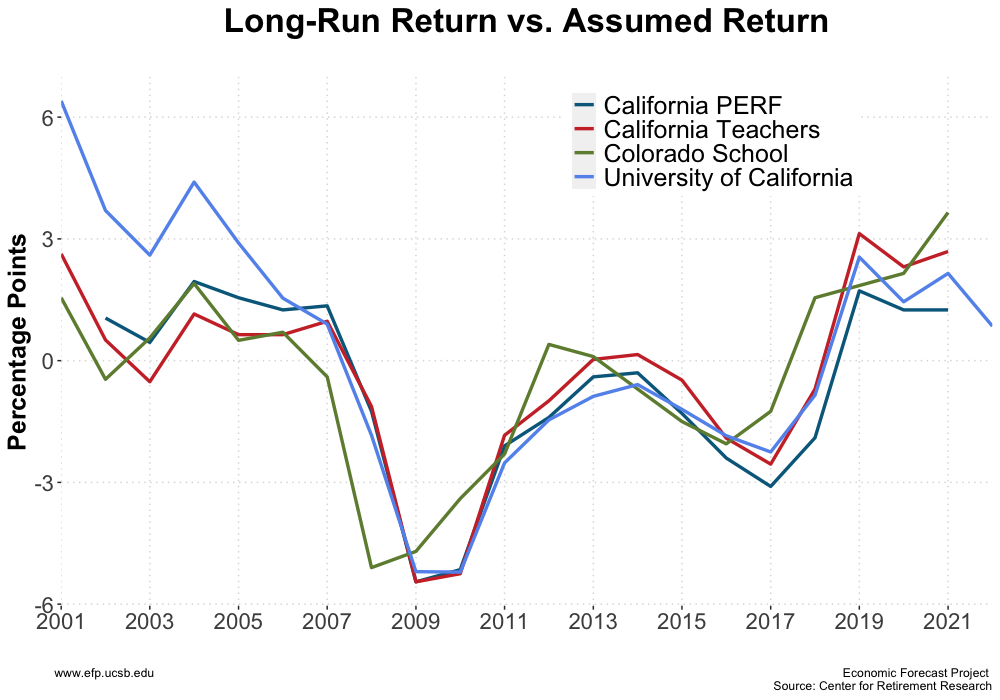 Long-Run Return vs. Assumed Return
California PERF
California Teachers
Colorado School
University of California
Percentage Points
6
3
0
-3
-6
2001 2003 2005 2007 2009 2011 2013 2015 2017 2019 2021
www.efp.ucsb.edu
Economic Forecast Project
Source: Center for Retirement Research